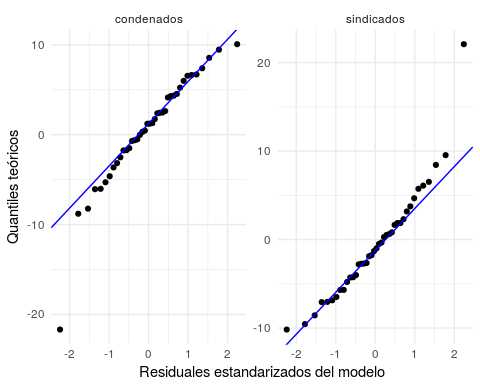 condenados
sindicados
Quantiles teóricos
10
0
-10
-20
20
10
0
-10
-2 -1 0 1 2
-2 -1 0 1 2
Residuales estandarizados del modelo